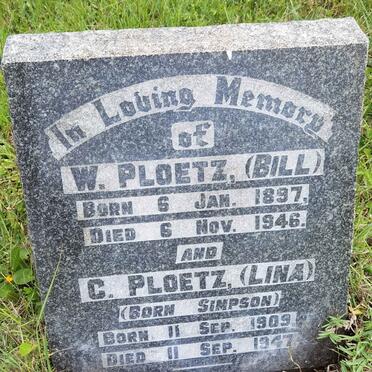 In Loving Memory
of
W. PLOETZ, (BILL)
BORN 6 JAN. 1897,
DIED 6 NOV. 1946.
AND
C. PLOETZ, (LINA)
(BORN SIMPSON)
BORN 11 SEP. 1909
DIED 11 SEP. 1947